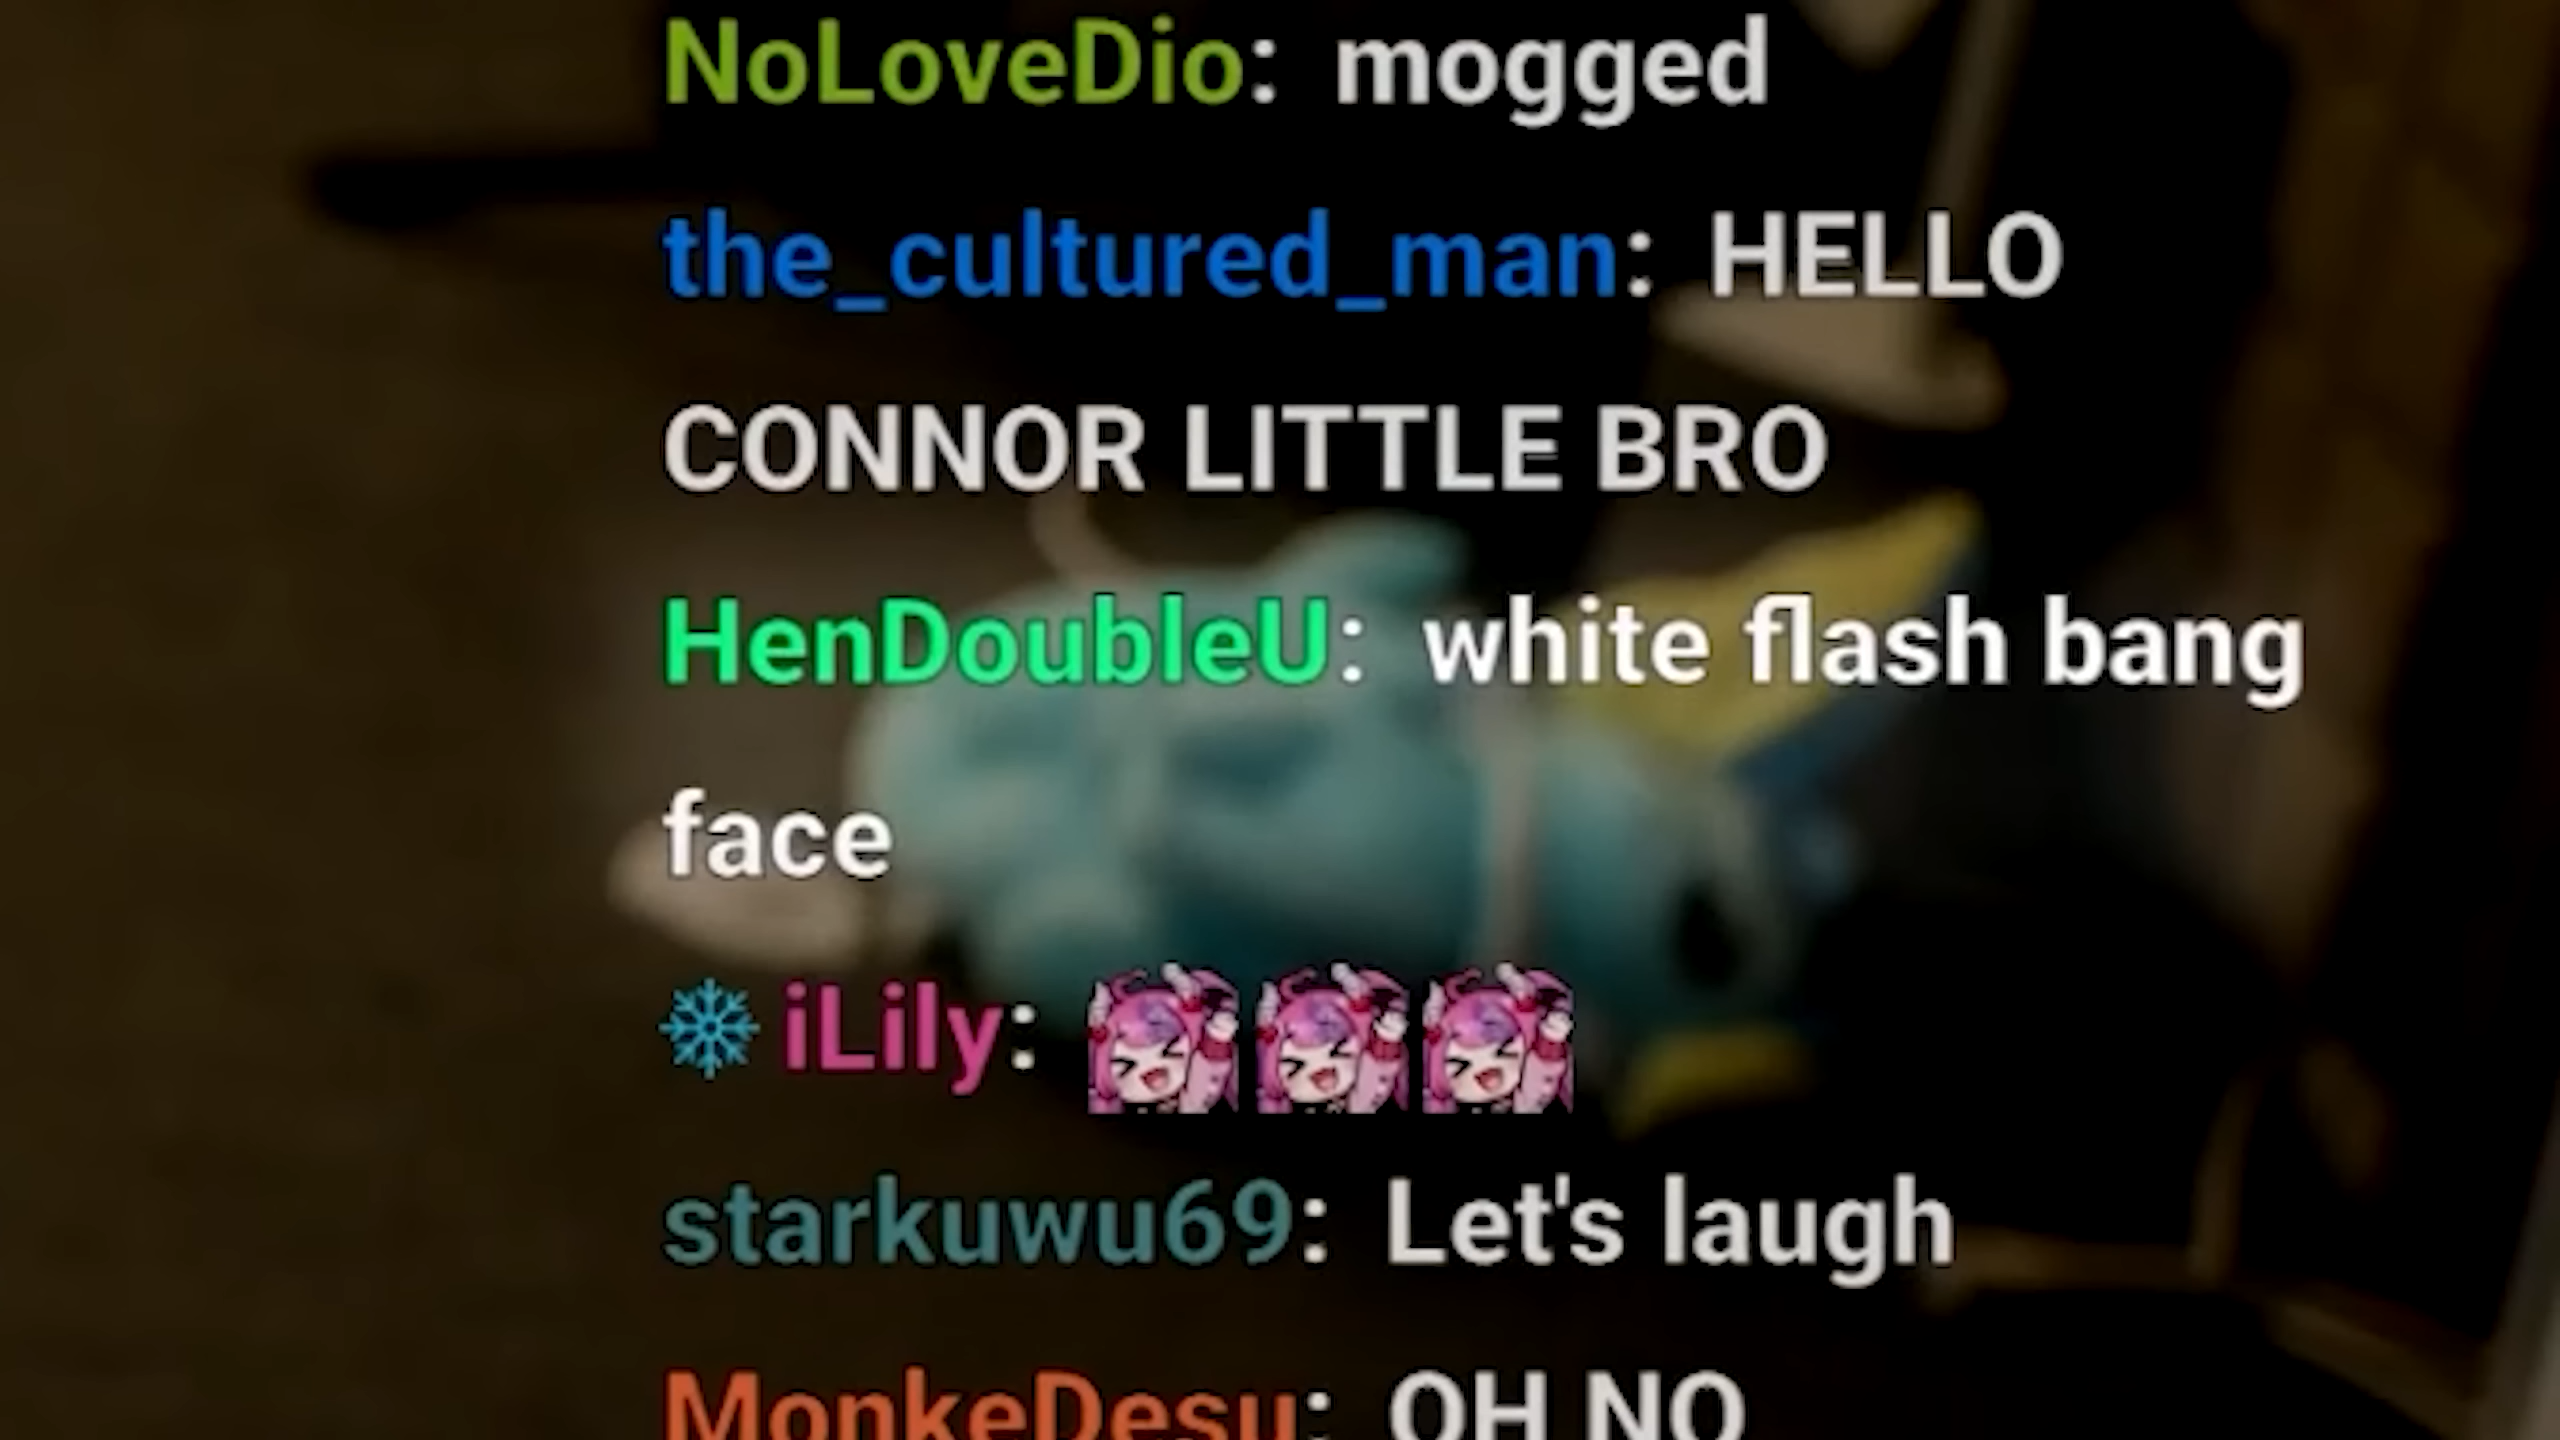 NoLoveDio: mogged
the_cultured_man: HELLO
CONNOR LITTLE BRO
HenDoubleU: white flash bang
face
iLily:
starkuwu69: Let's laugh
MonkeDesu: OH NO